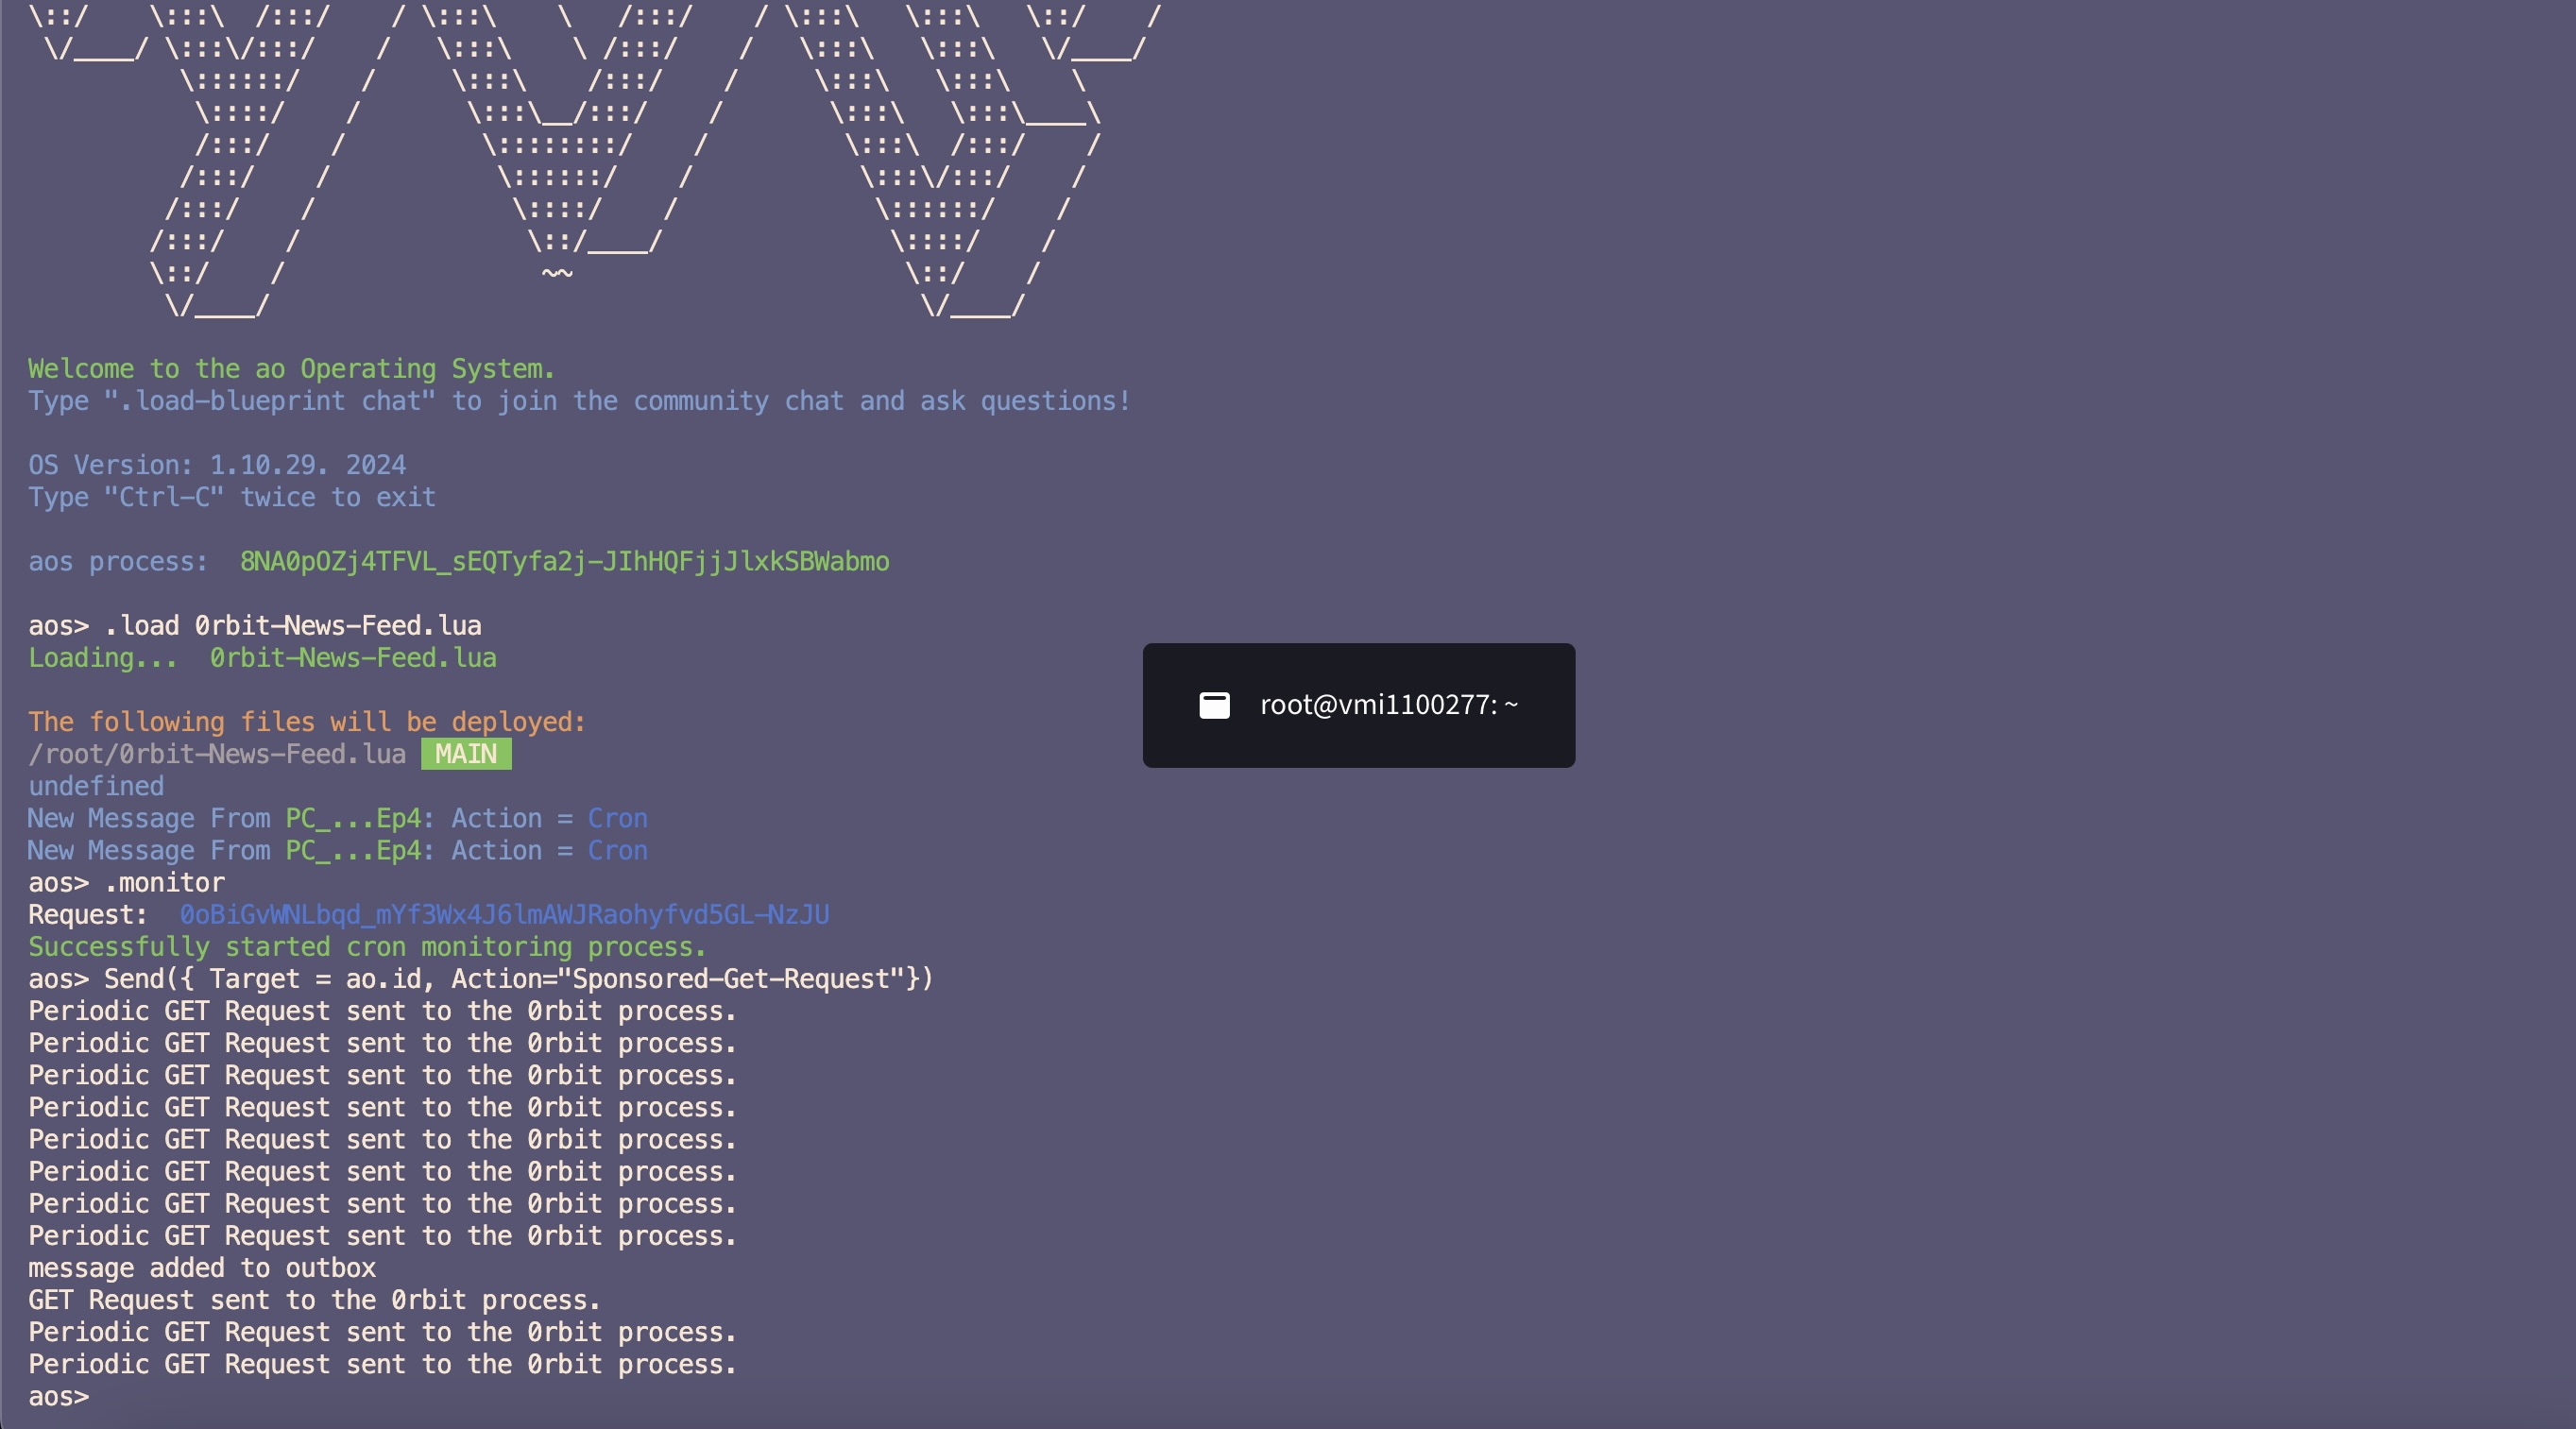 \::/    \:::\  /:::/    / \:::\    \   /:::/    / \:::\   \:::\   \::/    /
 \/____/ \:::\/:::/    /   \:::\    \ /:::/    /   \:::\   \:::\   \/____/
          \::::::/    /     \:::\    /:::/    /     \:::\   \:::\    \
           \::::/    /       \:::\__/:::/    /       \:::\   \:::\____\
           /:::/    /         \::::::::/    /         \:::\  /:::/    /
          /:::/    /           \::::::/    /           \:::\/:::/    /
         /:::/    /             \::::/    /             \::::::/    /
        /:::/    /               \::/____/               \::::/    /
        \::/    /                 ~~                      \::/    /
         \/____/                                           \/____/
Welcome to the ao Operating System.
Type ".load-blueprint chat" to join the community chat and ask questions!
OS Version: 1.10.29. 2024
Type "Ctrl-C" twice to exit
aos process:  8NA0pOZj4TFVL_sEQTyfa2j-JIhHQFjjJlxkSBWabmo
aos> .load 0rbit-News-Feed.lua
Loading...  0rbit-News-Feed.lua
root@vmi1100277: ~
The following files will be deployed:
/root/0rbit-News-Feed.lua MAIN
undefined
New Message From PC_...Ep4: Action = Cron
New Message From PC_...Ep4: Action = Cron
aos> .monitor
Request:  0oBiGvWNLbqd_mYf3Wx4J6lmAWJRaohyfvd5GL-NzJU
Successfully started cron monitoring process.
aos> Send({ Target = ao.id, Action="Sponsored-Get-Request"})
Periodic GET Request sent to the 0rbit process.
Periodic GET Request sent to the 0rbit process.
Periodic GET Request sent to the 0rbit process.
Periodic GET Request sent to the 0rbit process.
Periodic GET Request sent to the 0rbit process.
Periodic GET Request sent to the 0rbit process.
Periodic GET Request sent to the 0rbit process.
Periodic GET Request sent to the 0rbit process.
message added to outbox
GET Request sent to the 0rbit process.
Periodic GET Request sent to the 0rbit process.
Periodic GET Request sent to the 0rbit process.
aos>